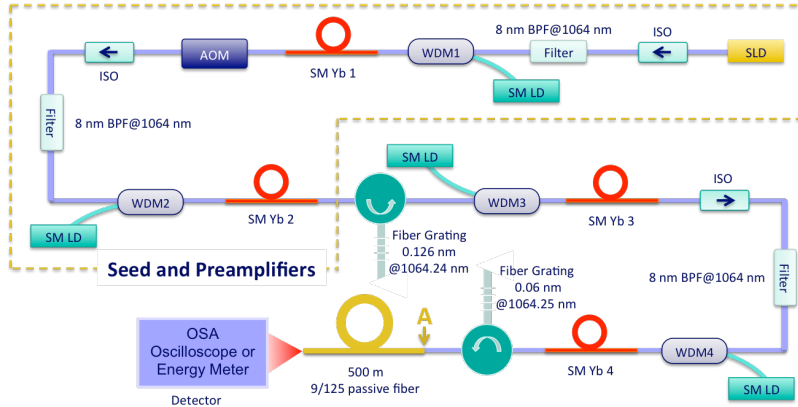 8 nm BPF@1064 nm
ISO
AOM
WDM1
Filter
SLD
ISO
SM Yb 1
SM LD
Filter
8 nm BPF@1064 nm
SM LD
ISO
WDM2
WDM3
SM Yb 2
SM Yb 3
SM LD
Seed and Preamplifiers
Fiber Grating
0.126 nm
@1064.24 nm
Fiber Grating
0.06 nm
@1064.25 nm
8 nm BPF@1064 nm
Filter
A
OSA
Oscilloscope or
Energy Meter
WDM4
500 m
9/125 passive fiber
SM Yb 4
SM LD
Detector